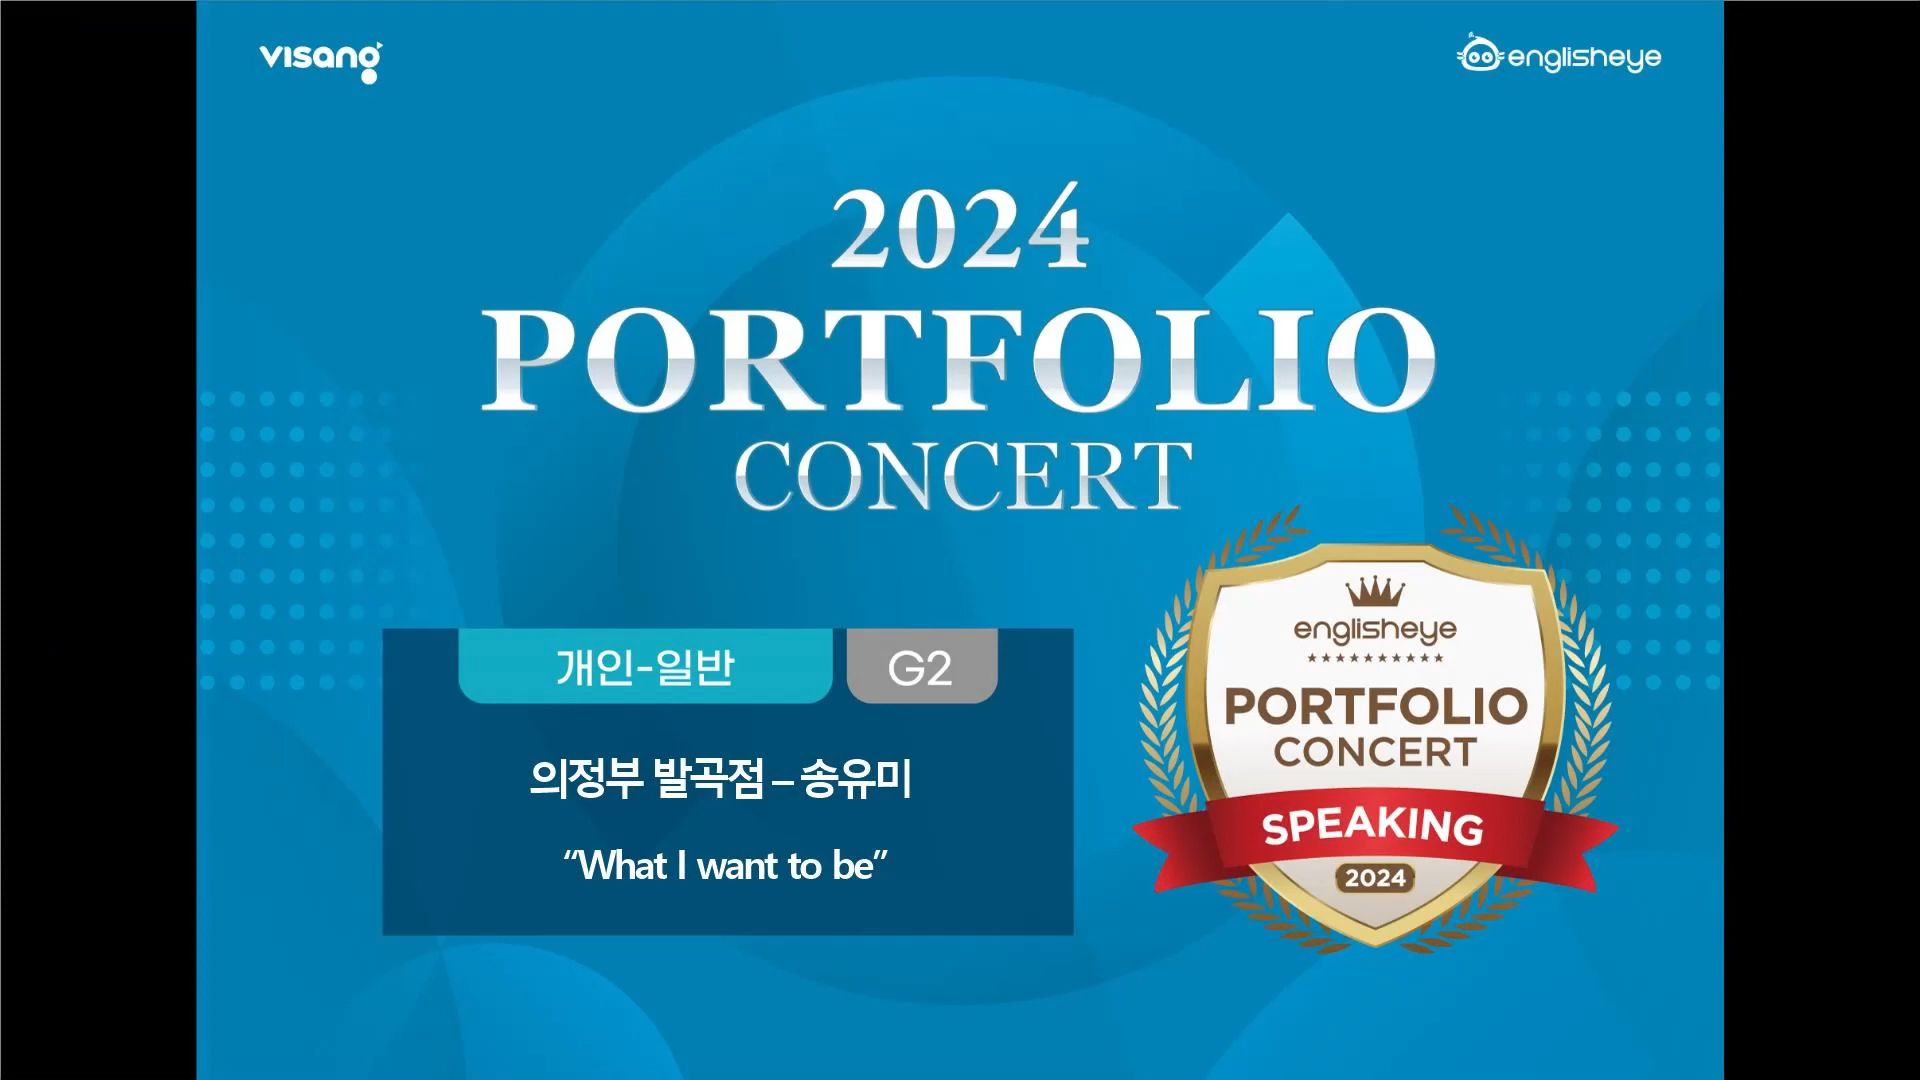 visang
englisheye
2024
PORTFOLIO
CONCERT
개인-일반
G2
의정부 발곡점 – 송유미
“What I want to be”
englisheye
PORTFOLIO
CONCERT
SPEAKING
2024